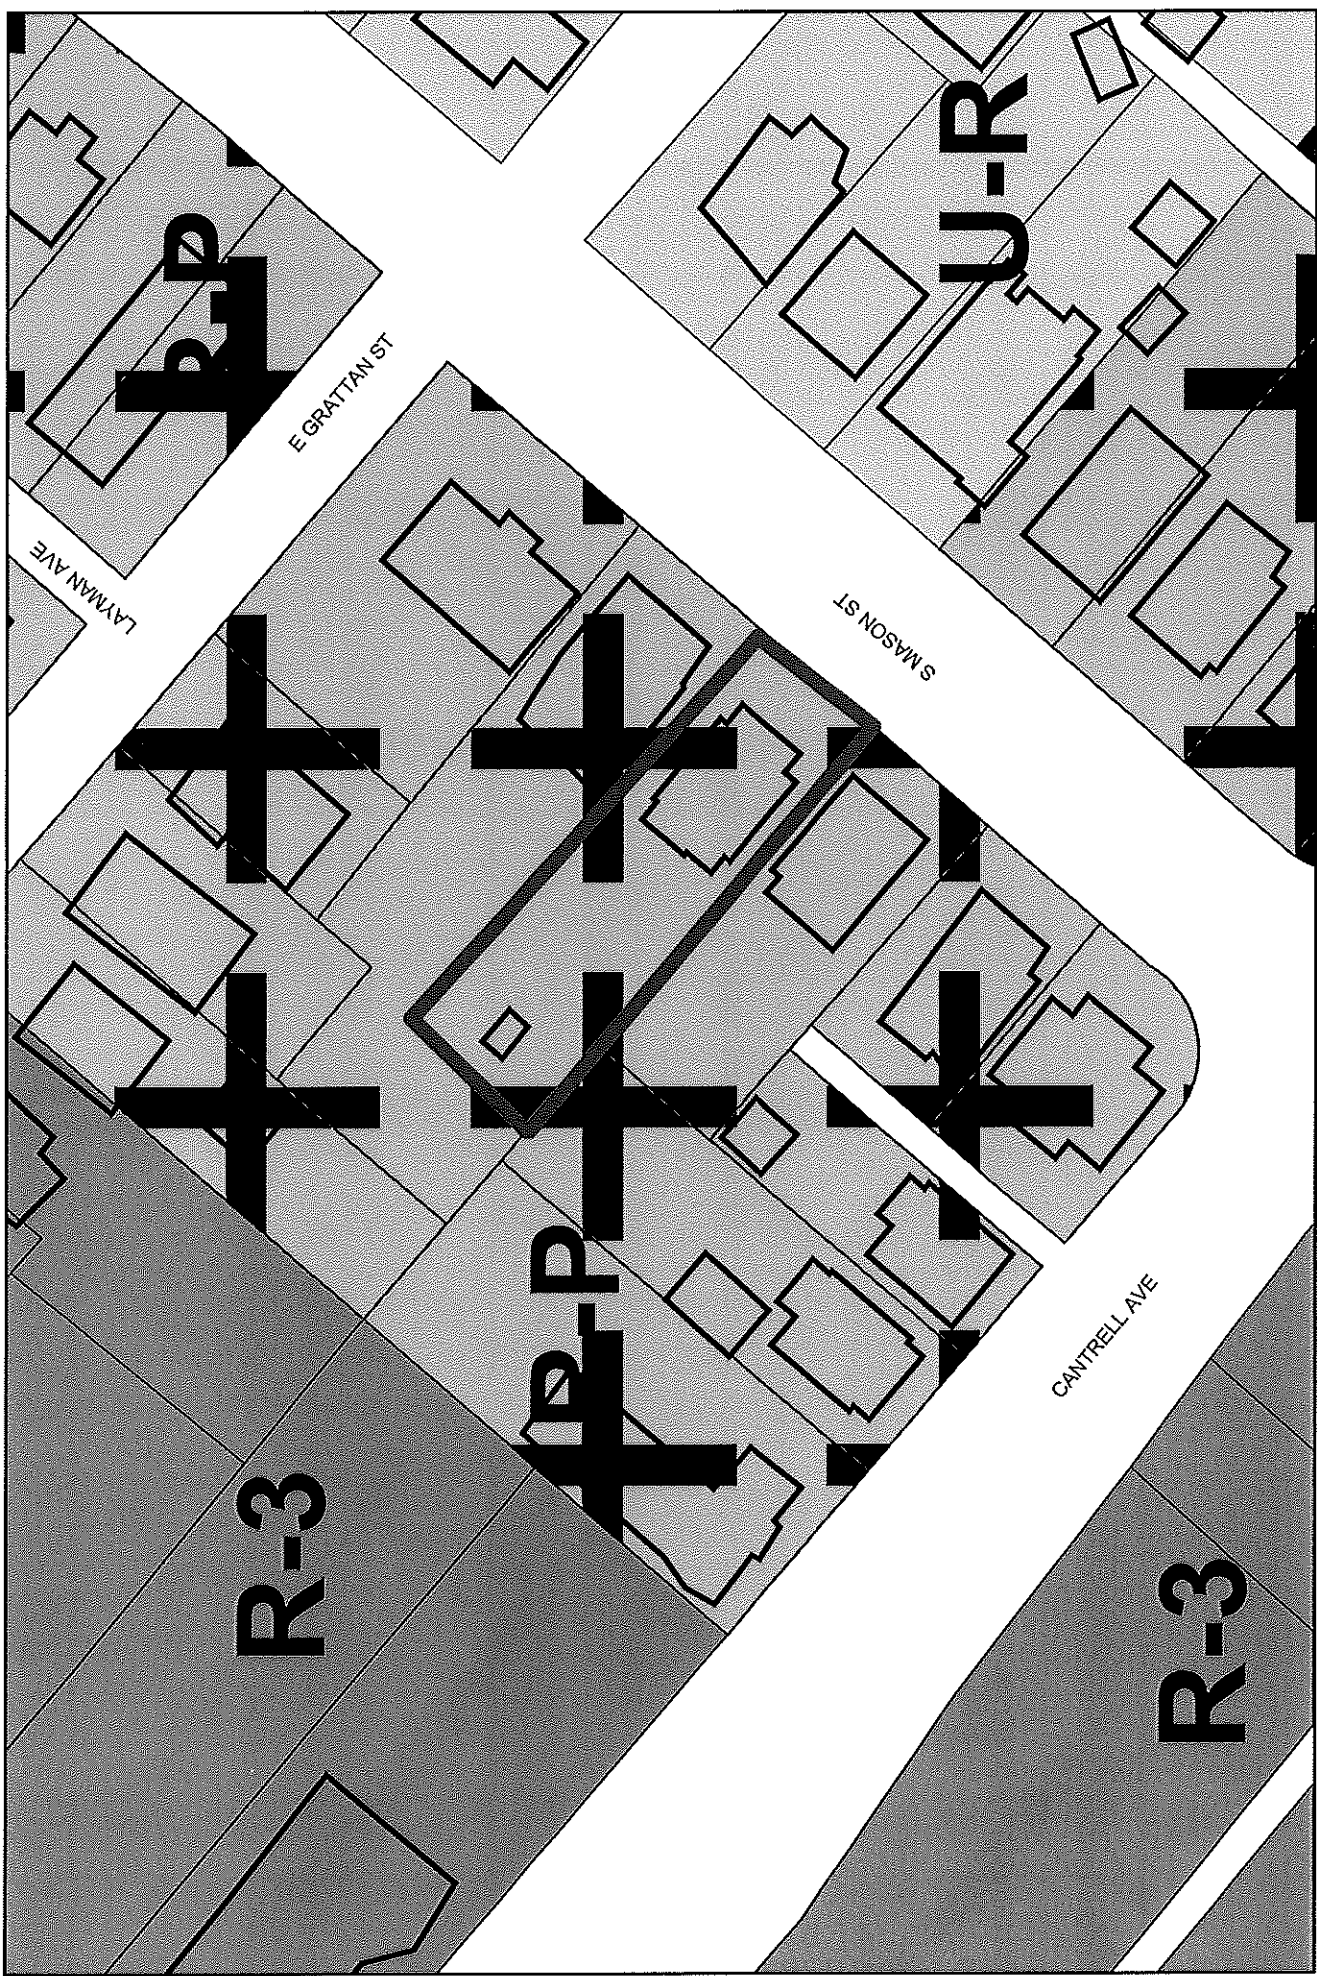 R-P
U-R
E GRATTAN ST
LAYMAN AVE
S MASON ST
R-P
CANTRELL AVE
R-3
R-3